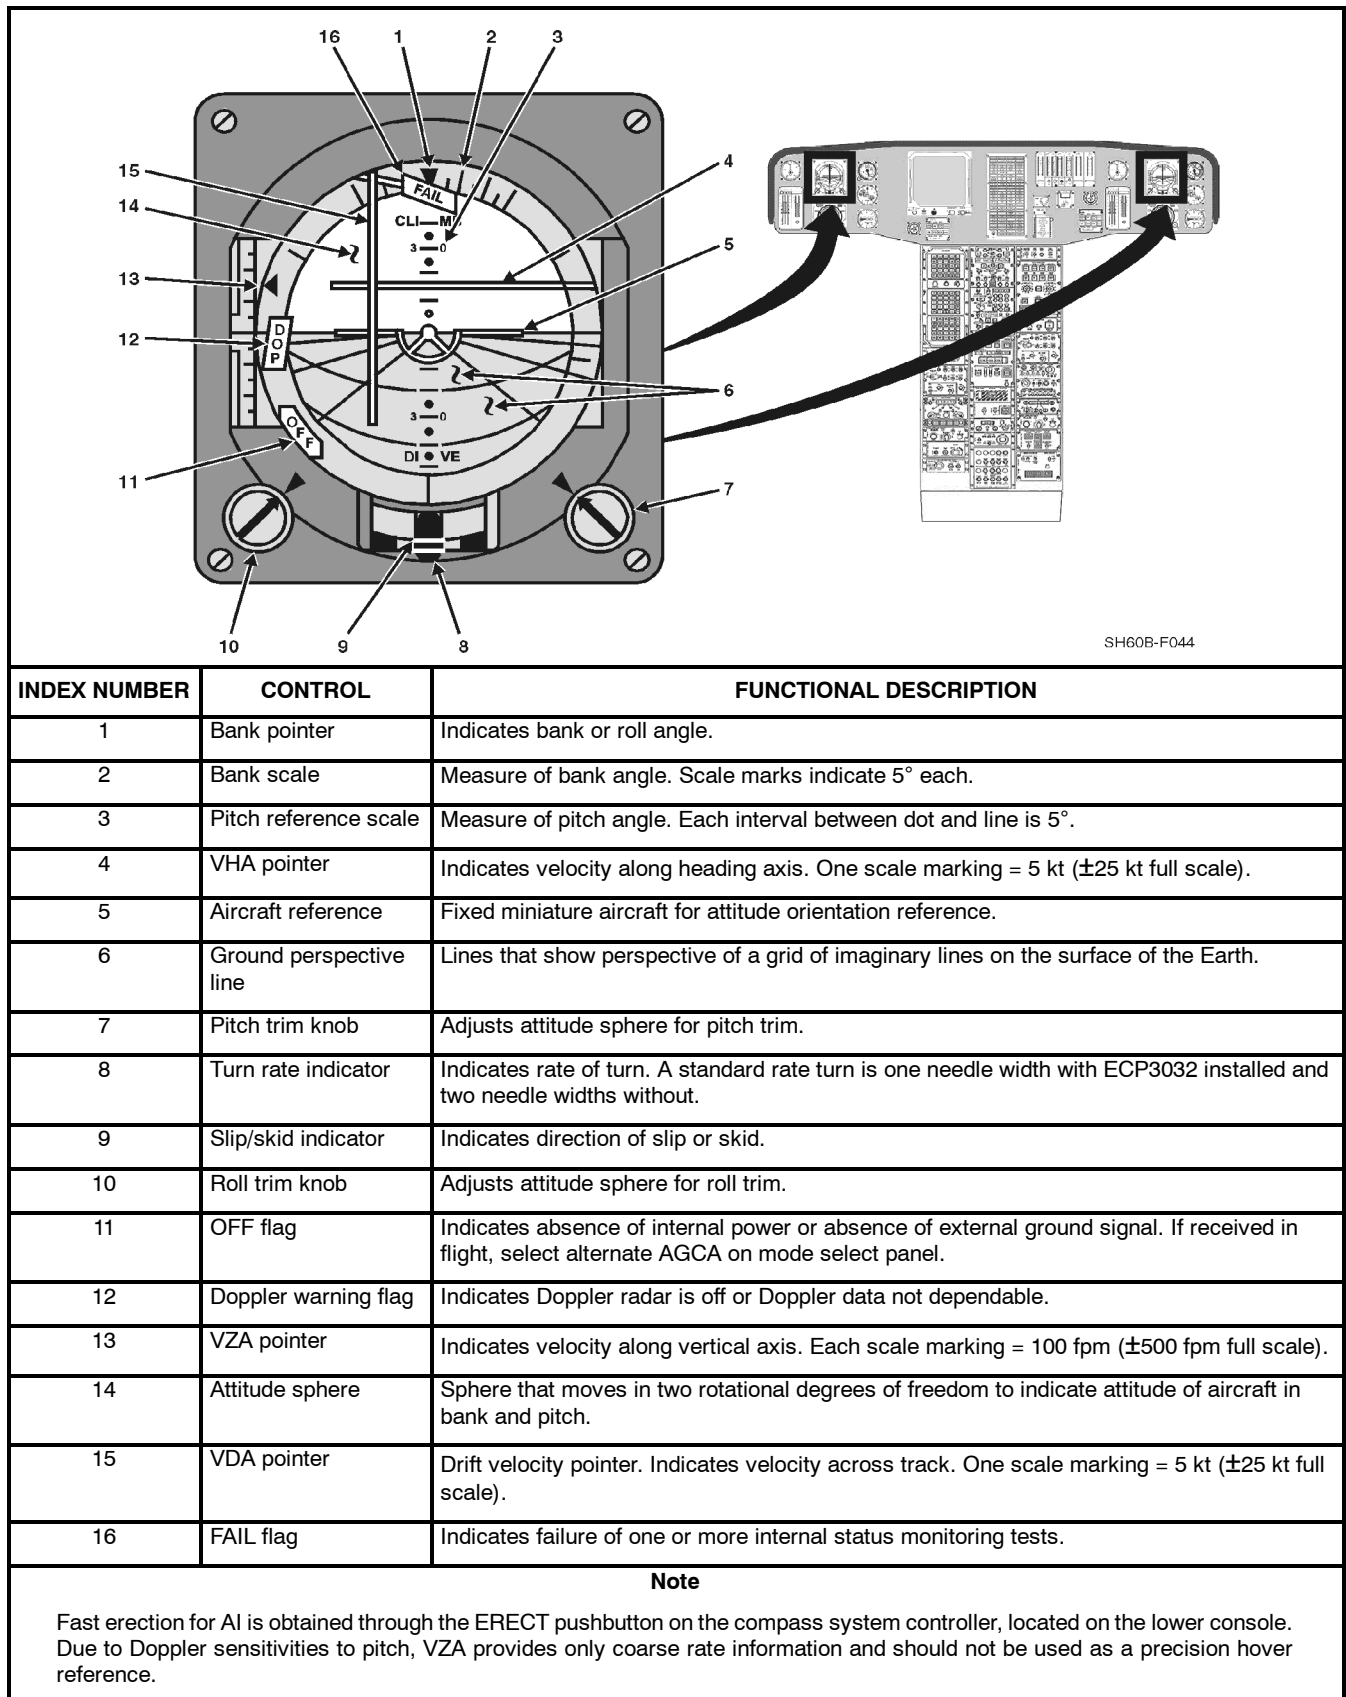 16 1 2 3
15
14
4
5
13
12
6
11
7
10 9 8
FAIL
CLI M
3 0
D
O
P
O
F
F
3 0
DI VE
SH60B-F044
INDEX NUMBER CONTROL FUNCTIONAL DESCRIPTION
1 Bank pointer Indicates bank or roll angle.
2 Bank scale Measure of bank angle. Scale marks indicate 5° each.
3 Pitch reference scale Measure of pitch angle. Each interval between dot and line is 5°.
4 VHA pointer Indicates velocity along heading axis. One scale marking = 5 kt (±25 kt full scale).
5 Aircraft reference Fixed miniature aircraft for attitude orientation reference.
6 Ground perspective Lines that show perspective of a grid of imaginary lines on the surface of the Earth.
line
7 Pitch trim knob Adjusts attitude sphere for pitch trim.
8 Turn rate indicator Indicates rate of turn. A standard rate turn is one needle width with ECP3032 installed and
two needle widths without.
9 Slip/skid indicator Indicates direction of slip or skid.
10 Roll trim knob Adjusts attitude sphere for roll trim.
11 OFF flag Indicates absence of internal power or absence of external ground signal. If received in
flight, select alternate AGCA on mode select panel.
12 Doppler warning flag Indicates Doppler radar is off or Doppler data not dependable.
13 VZA pointer Indicates velocity along vertical axis. Each scale marking = 100 fpm (±500 fpm full scale).
14 Attitude sphere Sphere that moves in two rotational degrees of freedom to indicate attitude of aircraft in
bank and pitch.
15 VDA pointer Drift velocity pointer. Indicates velocity across track. One scale marking = 5 kt (±25 kt full
scale).
16 FAIL flag Indicates failure of one or more internal status monitoring tests.
Note
Fast erection for AI is obtained through the ERECT pushbutton on the compass system controller, located on the lower console.
Due to Doppler sensitivities to pitch, VZA provides only coarse rate information and should not be used as a precision hover
reference.